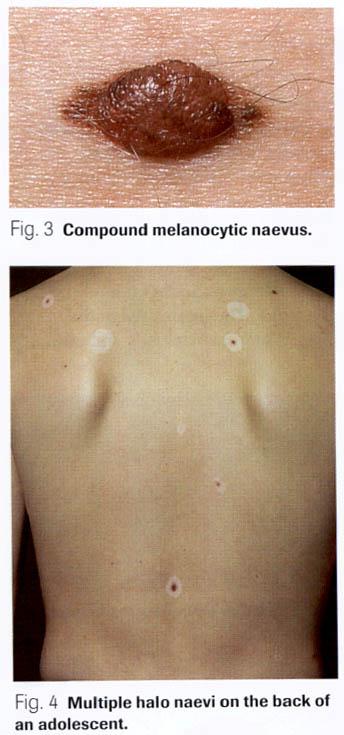 Fig. 3 Compound melanocytic naevus.
Fig. 4 Multiple halo naevi on the back of
an adolescent.